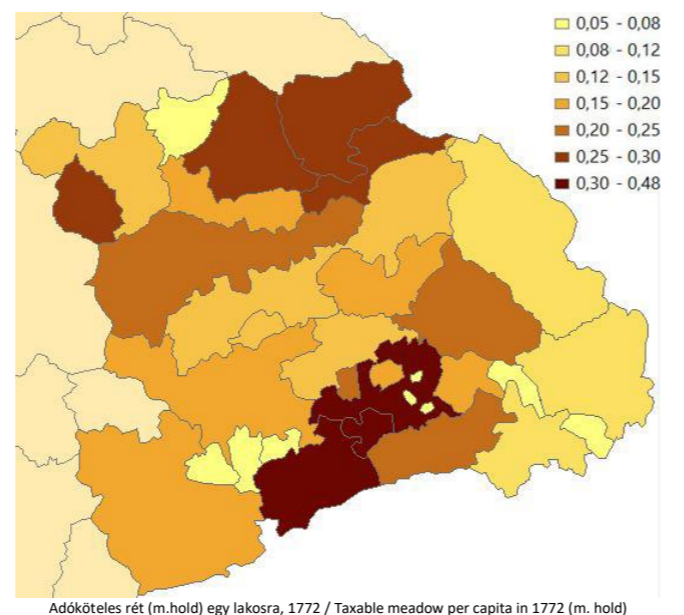 0,05 - 0,08
0,08 - 0,12
0,12 - 0,15
0,15 - 0,20
0,20 - 0,25
0,25 - 0,30
0,30 - 0,48
Adóköteles rét (m.hold) egy lakosra, 1772 / Taxable meadow per capita in 1772 (m. hold)